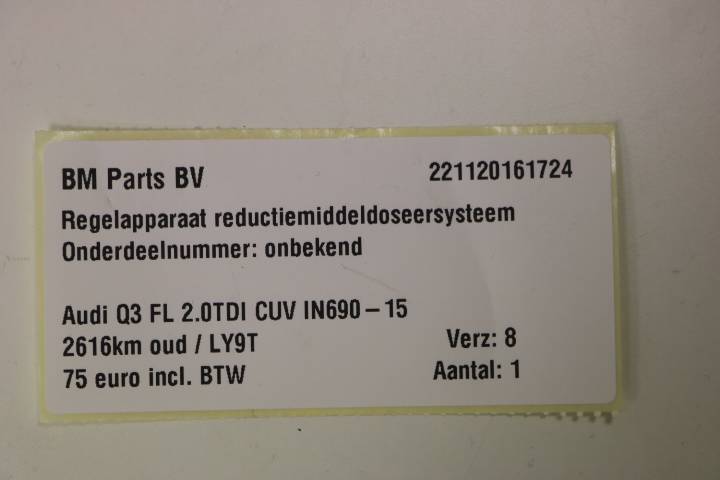 BM Parts BV 221120161724
Regelapparaat reductiemiddeldoseersysteem
Onderdeelnummer: onbekend
Audi Q3 FL 2.0TDI CUV IN690-15
2616km oud / LY9T Verz: 8
75 euro incl. BTW Aantal: 1